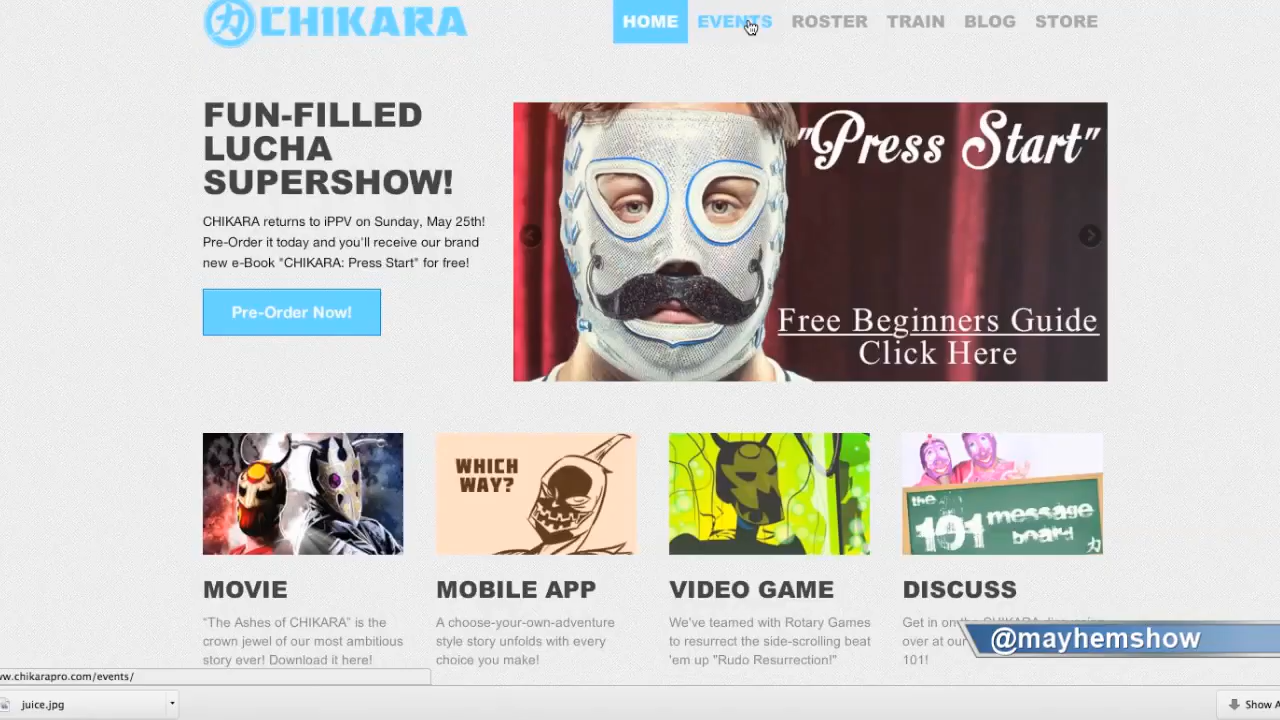 力 CHIKARA
HOME EVENTS ROSTER TRAIN BLOG STORE
FUN-FILLED
LUCHA
SUPERSHOW!
CHIKARA returns to iPPV on Sunday, May 25th!
Pre-Order it today and you'll receive our brand
new e-Book "CHIKARA: Press Start" for free!
Pre-Order Now!
"Press Start"
Free Beginners Guide
Click Here
WHICH
WAY?
the
101 message
board
力
MOVIE
"The Ashes of CHIKARA" is the
crown jewel of our most ambitious
story ever! Download it here!
MOBILE APP
A choose-your-own-adventure
style story unfolds with every
choice you make!
VIDEO GAME
We've teamed with Rotary Games
to resurrect the side-scrolling beat
'em up "Rudo Resurrection!"
DISCUSS
Get in on
over at our
101!
@mayhemshow
ww.chikarapro.com/events/
juice.jpg
Show A